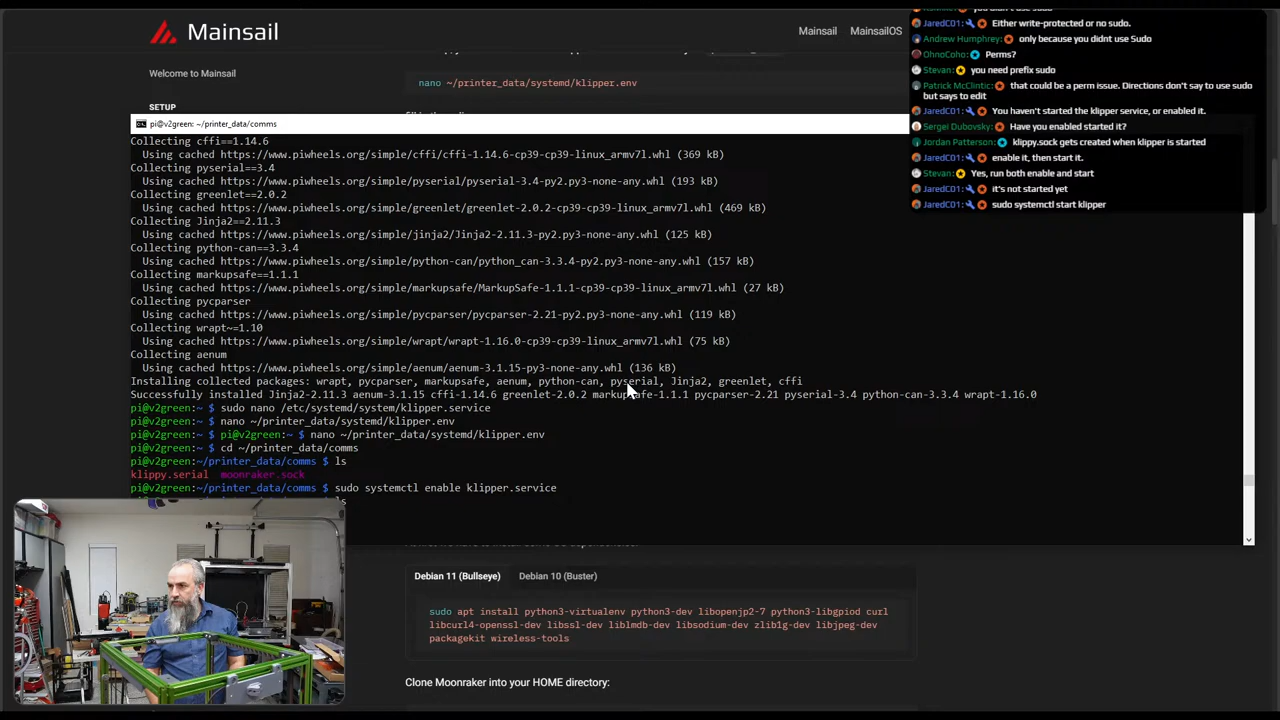 Mainsail
Mainsail
MainsailOS
Welcome to Mainsail
SETUP
nano ~/printer_data/systemd/klipper.env
pi@v2green: ~/printer_data/comms
Collecting cffi==1.14.6
Using cached https://www.piwheels.org/simple/cffi/cffi-1.14.6-cp39-cp39-linux_armv7l.whl (369 kB)
Collecting pyserial==3.4
Using cached https://www.piwheels.org/simple/pyserial/pyserial-3.4-py2.py3-none-any.whl (193 kB)
Collecting greenlet==2.0.2
Using cached https://www.piwheels.org/simple/greenlet/greenlet-2.0.2-cp39-cp39-linux_armv7l.whl (469 kB)
Collecting Jinja2==2.11.3
Using cached https://www.piwheels.org/simple/jinja2/Jinja2-2.11.3-py2.py3-none-any.whl (125 kB)
Collecting python-can==3.3.4
Using cached https://www.piwheels.org/simple/python-can/python_can-3.3.4-py2.py3-none-any.whl (157 kB)
Collecting markupsafe==1.1.1
Using cached https://www.piwheels.org/simple/markupsafe/MarkupSafe-1.1.1-cp39-cp39-linux_armv7l.whl (27 kB)
Collecting pycparser
Using cached https://www.piwheels.org/simple/pycparser/pycparser-2.21-py2.py3-none-any.whl (119 kB)
Collecting wrapt~=1.10
Using cached https://www.piwheels.org/simple/wrapt/wrapt-1.16.0-cp39-cp39-linux_armv7l.whl (75 kB)
Collecting aenum
Using cached https://www.piwheels.org/simple/aenum/aenum-3.1.15-py3-none-any.whl (136 kB)
Installing collected packages: wrapt, pycparser, markupsafe, aenum, python-can, pyserial, Jinja2, greenlet, cffi
Successfully installed Jinja2-2.11.3 aenum-3.1.15 cffi-1.14.6 greenlet-2.0.2 markupsafe-1.1.1 pycparser-2.21 pyserial-3.4 python-can-3.3.4 wrapt-1.16.0
pi@v2green:~ $ sudo nano /etc/systemd/system/klipper.service
pi@v2green:~ $ nano ~/printer_data/systemd/klipper.env
pi@v2green:~ $ pi@v2green:~ $ nano ~/printer_data/systemd/klipper.env
pi@v2green:~ $ cd ~/printer_data/comms
pi@v2green:~/printer_data/comms $ ls
klippy.serial moonraker.sock
pi@v2green:~/printer_data/comms $ sudo systemctl enable klipper.service
ls
JaredC01: Either write-protected or no sudo.
Andrew Humphrey: only because you didnt use Sudo
OhnoCoho: Perms?
Stevan: you need prefix sudo
Patrick McClintic: that could be a perm issue. Directions don't say to use sudo
but says to edit
JaredC01: You haven't started the klipper service, or enabled it.
Sergei Dubovsky: Have you enabled started it?
Jordan Patterson: klippy.sock gets created when klipper is started
JaredC01: enable it, then start it.
Stevan: Yes, run both enable and start
JaredC01: it's not started yet
JaredC01: sudo systemctl start klipper
Debian 11 (Bullseye)
Debian 10 (Buster)
sudo apt install python3-virtualenv python3-dev libopenjp2-7 python3-libgpiod curl
libcurl4-openssl-dev libssl-dev liblmdb-dev libsodium-dev zlib1g-dev libjpeg-dev
packagekit wireless-tools
Clone Moonraker into your HOME directory: